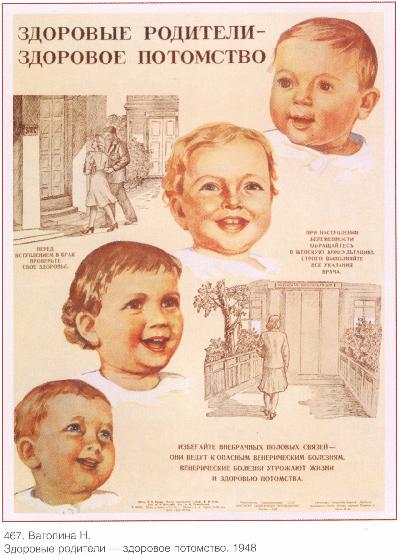 ЗДОРОВЫЕ РОДИТЕЛИ-
ЗДОРОВОЕ ПОТОМСТВО
ПЕРЕД
ВСТУПЛЕНИЕМ В БРАК
ПРОВЕРЬТЕ
СВОЕ ЗДОРОВЬЕ.
ПРИ НАСТУПЛЕНИИ
БЕРЕМЕННОСТИ
ОБРАЩАЙТЕСЬ
В ЖЕНСКУЮ КОНСУЛЬТАЦИЮ,
СТРОГО ВЫПОЛНЯЙТЕ
ВСЕ УКАЗАНИЯ
ВРАЧА.
ИЗБЕГАЙТЕ ВНЕБРАЧНЫХ ПОЛОВЫХ СВЯЗЕЙ—
ОНИ ВЕДУТ К ОПАСНЫМ ВЕНЕРИЧЕСКИМ БОЛЕЗНЯМ,
ВЕНЕРИЧЕСКИЕ БОЛЕЗНИ УГРОЖАЮТ ЖИЗНИ
И ЗДОРОВЬЮ ПОТОМСТВА.
467. Ватолина Н.
Здоровые родители — здоровое потомство. 1948